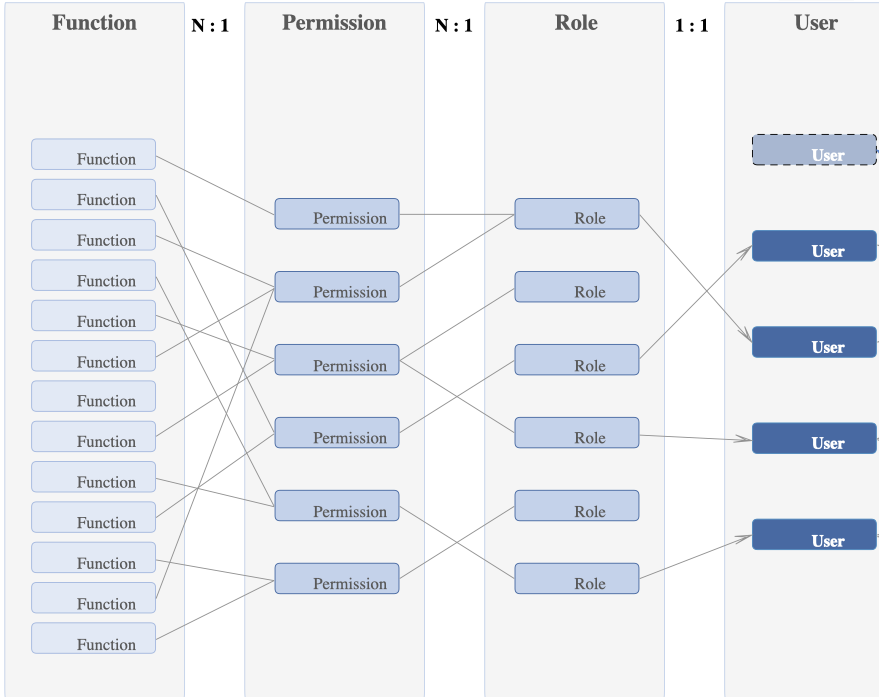 Function N : 1 Permission N : 1 Role 1 : 1 User
Function
Function
Function
Function
Function
Function
Function
Function
Function
Function
Function
Function
Function
Permission
Permission
Permission
Permission
Permission
Permission
Role
Role
Role
Role
Role
Role
User
User
User
User
User